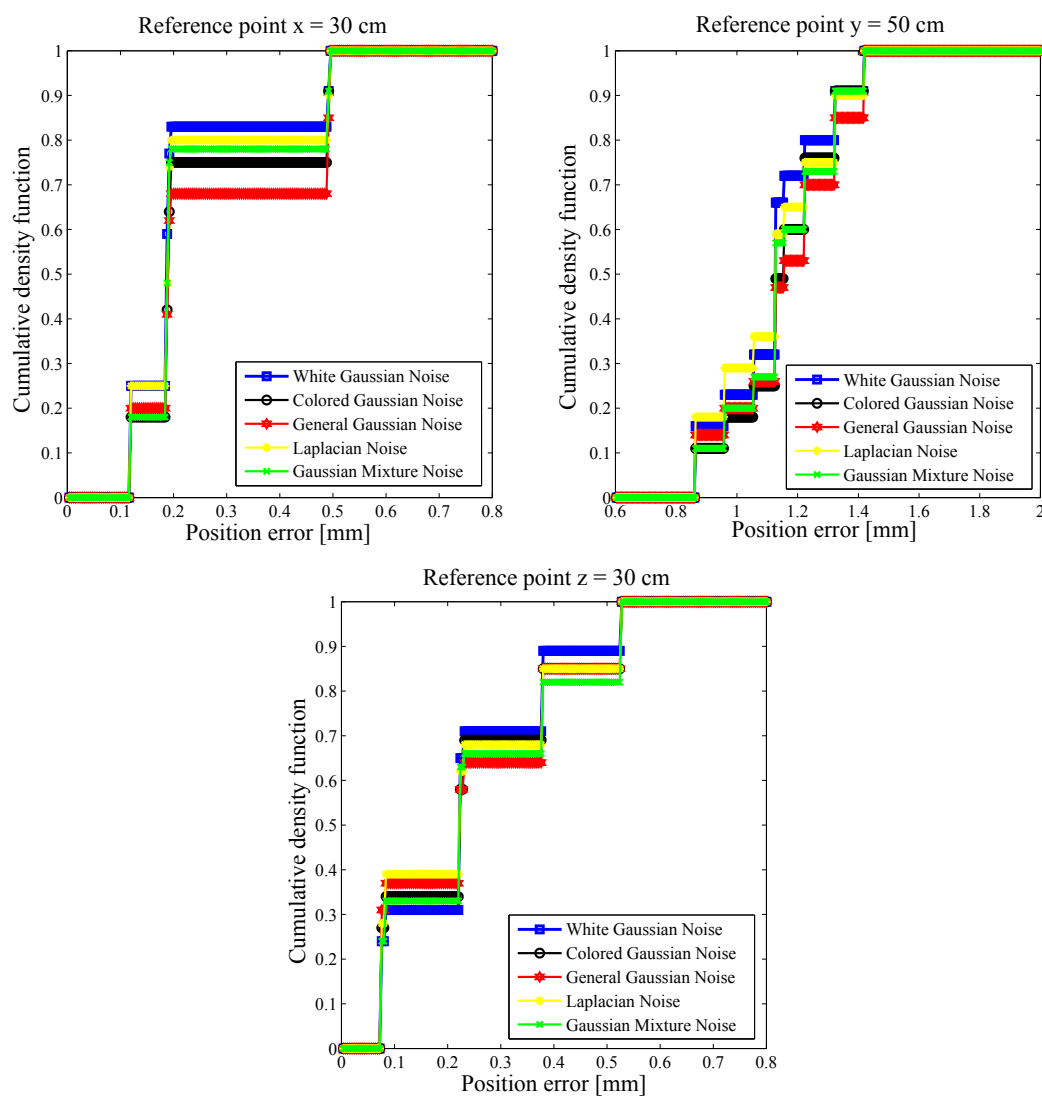 Reference point x = 30 cm
1
0.9
0.8
0.7
0.6
0.5
0.4
0.3
0.2
0.1
0
Cumulative density function
White Gaussian Noise
Colored Gaussian Noise
General Gaussian Noise
Laplacian Noise
Gaussian Mixture Noise
0 0.1 0.2 0.3 0.4 0.5 0.6 0.7 0.8
Position error [mm]
Reference point y = 50 cm
1
0.9
0.8
0.7
0.6
0.5
0.4
0.3
0.2
0.1
0
Cumulative density function
White Gaussian Noise
Colored Gaussian Noise
General Gaussian Noise
Laplacian Noise
Gaussian Mixture Noise
0.6 0.8 1 1.2 1.4 1.6 1.8 2
Position error [mm]
Reference point z = 30 cm
1
0.9
0.8
0.7
0.6
0.5
0.4
0.3
0.2
0.1
0
Cumulative density function
White Gaussian Noise
Colored Gaussian Noise
General Gaussian Noise
Laplacian Noise
Gaussian Mixture Noise
0 0.1 0.2 0.3 0.4 0.5 0.6 0.7 0.8
Position error [mm]